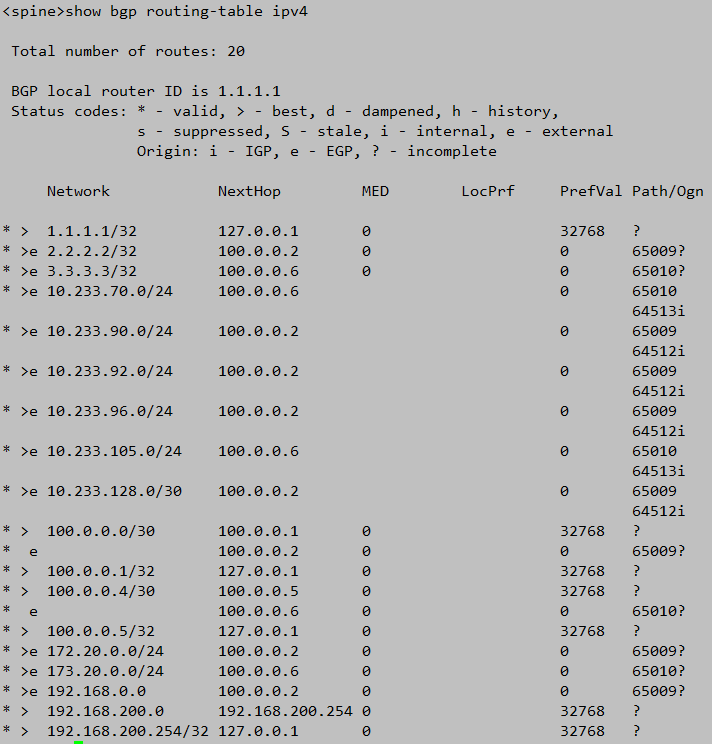 <spine>show bgp routing-table ipv4
Total number of routes: 20
BGP local router ID is 1.1.1.1
Status codes: * - valid, > - best, d - dampened, h - history,
s - suppressed, S - stale, i - internal, e - external
Origin: i - IGP, e - EGP, ? - incomplete
Network NextHop MED LocPrf PrefVal Path/Ogn
* > 1.1.1.1/32 127.0.0.1 0 32768 ?
* >e 2.2.2.2/32 100.0.0.2 0 0 65009?
* >e 3.3.3.3/32 100.0.0.6 0 0 65010?
* >e 10.233.70.0/24 100.0.0.6 0 65010
64513i
* >e 10.233.90.0/24 100.0.0.2 0 65009
64512i
* >e 10.233.92.0/24 100.0.0.2 0 65009
64512i
* >e 10.233.96.0/24 100.0.0.2 0 65009
64512i
* >e 10.233.105.0/24 100.0.0.6 0 65010
64513i
* >e 10.233.128.0/30 100.0.0.2 0 65009
64512i
* > 100.0.0.0/30 100.0.0.1 0 32768 ?
* e 100.0.0.2 0 0 65009?
* > 100.0.0.1/32 127.0.0.1 0 32768 ?
* > 100.0.0.4/30 100.0.0.5 0 32768 ?
* e 100.0.0.6 0 0 65010?
* > 100.0.0.5/32 127.0.0.1 0 32768 ?
* >e 172.20.0.0/24 100.0.0.2 0 0 65009?
* >e 173.20.0.0/24 100.0.0.6 0 0 65010?
* >e 192.168.0.0 100.0.0.2 0 0 65009?
* > 192.168.200.0 192.168.200.254 0 32768 ?
* > 192.168.200.254/32 127.0.0.1 0 32768 ?